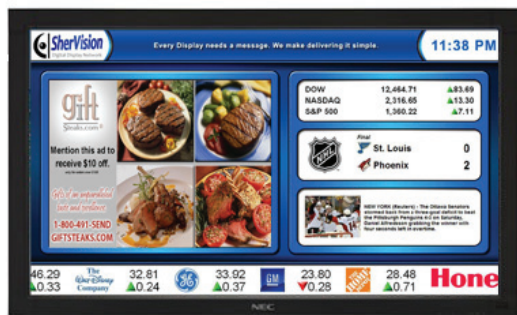 SherVision
Digital Display Network
Every Display needs a message. We make delivering it simple.
11:38 PM
gift
Steaks.com
Mention this ad to
receive $10 off.
Gifts of an unparalleled
taste and tenderness
1-800-491-SEND
GIFTSTEAKS.COM
DOW 12,464.71 ▲83.69
NASDAQ 2,316.65 ▲13.30
S&P 500 1,360.22 ▲7.11
NHL
Final
St. Louis 0
Phoenix 2
NEW YORK (Reuters) - The Ottawa Senators
stormed back from a three-goal deficit to beat
the Pittsburgh Penguins 6-5 on Saturday,
Daniel Alfredsson grabbing the winner with
four seconds left in overtime.
46.29 ▲0.33
The Walt Disney Company
32.81 ▲0.24
GE
33.92 ▲0.37
GM
23.80 ▼0.28
THE HOME
28.48 ▲0.71
Hone
NEC